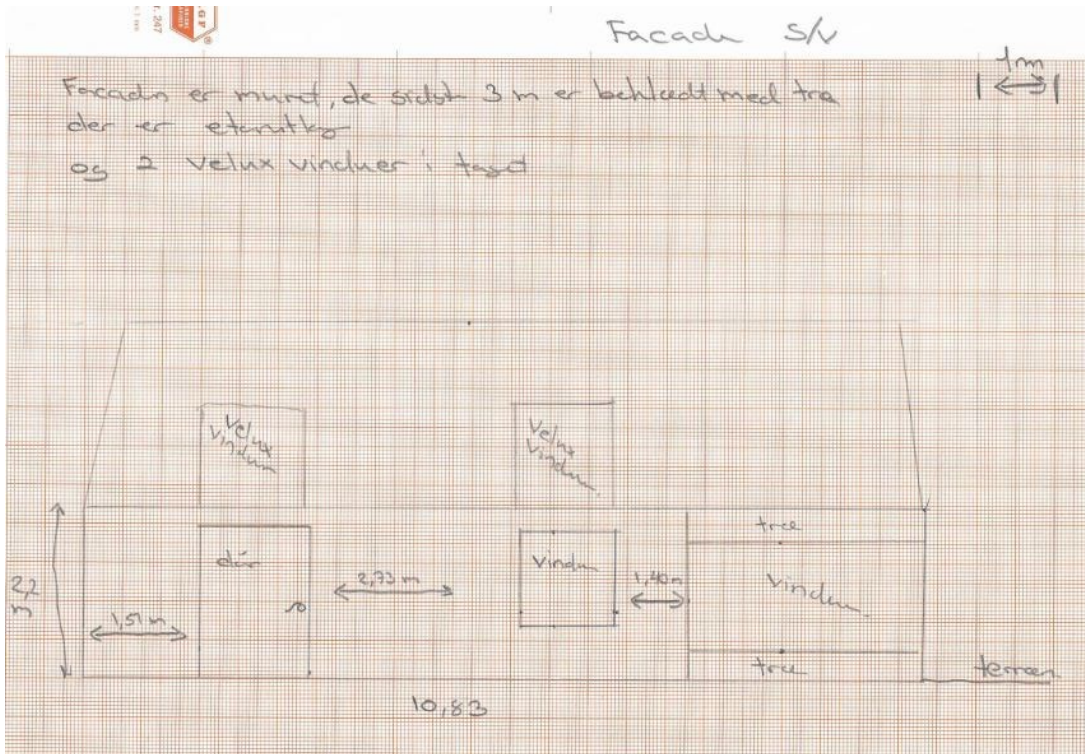 Facade S/V
1m
Facaden er muret, de sidste 3 m er beklædt med træ
der er eternittag
og 2 Velux vinduer i taget
Velux
vindue
Velux
vindue
2,2
m
1,51 m
dør
2,73 m
vindue
1,40 m
træ
vindue
træ
terræn
10,83